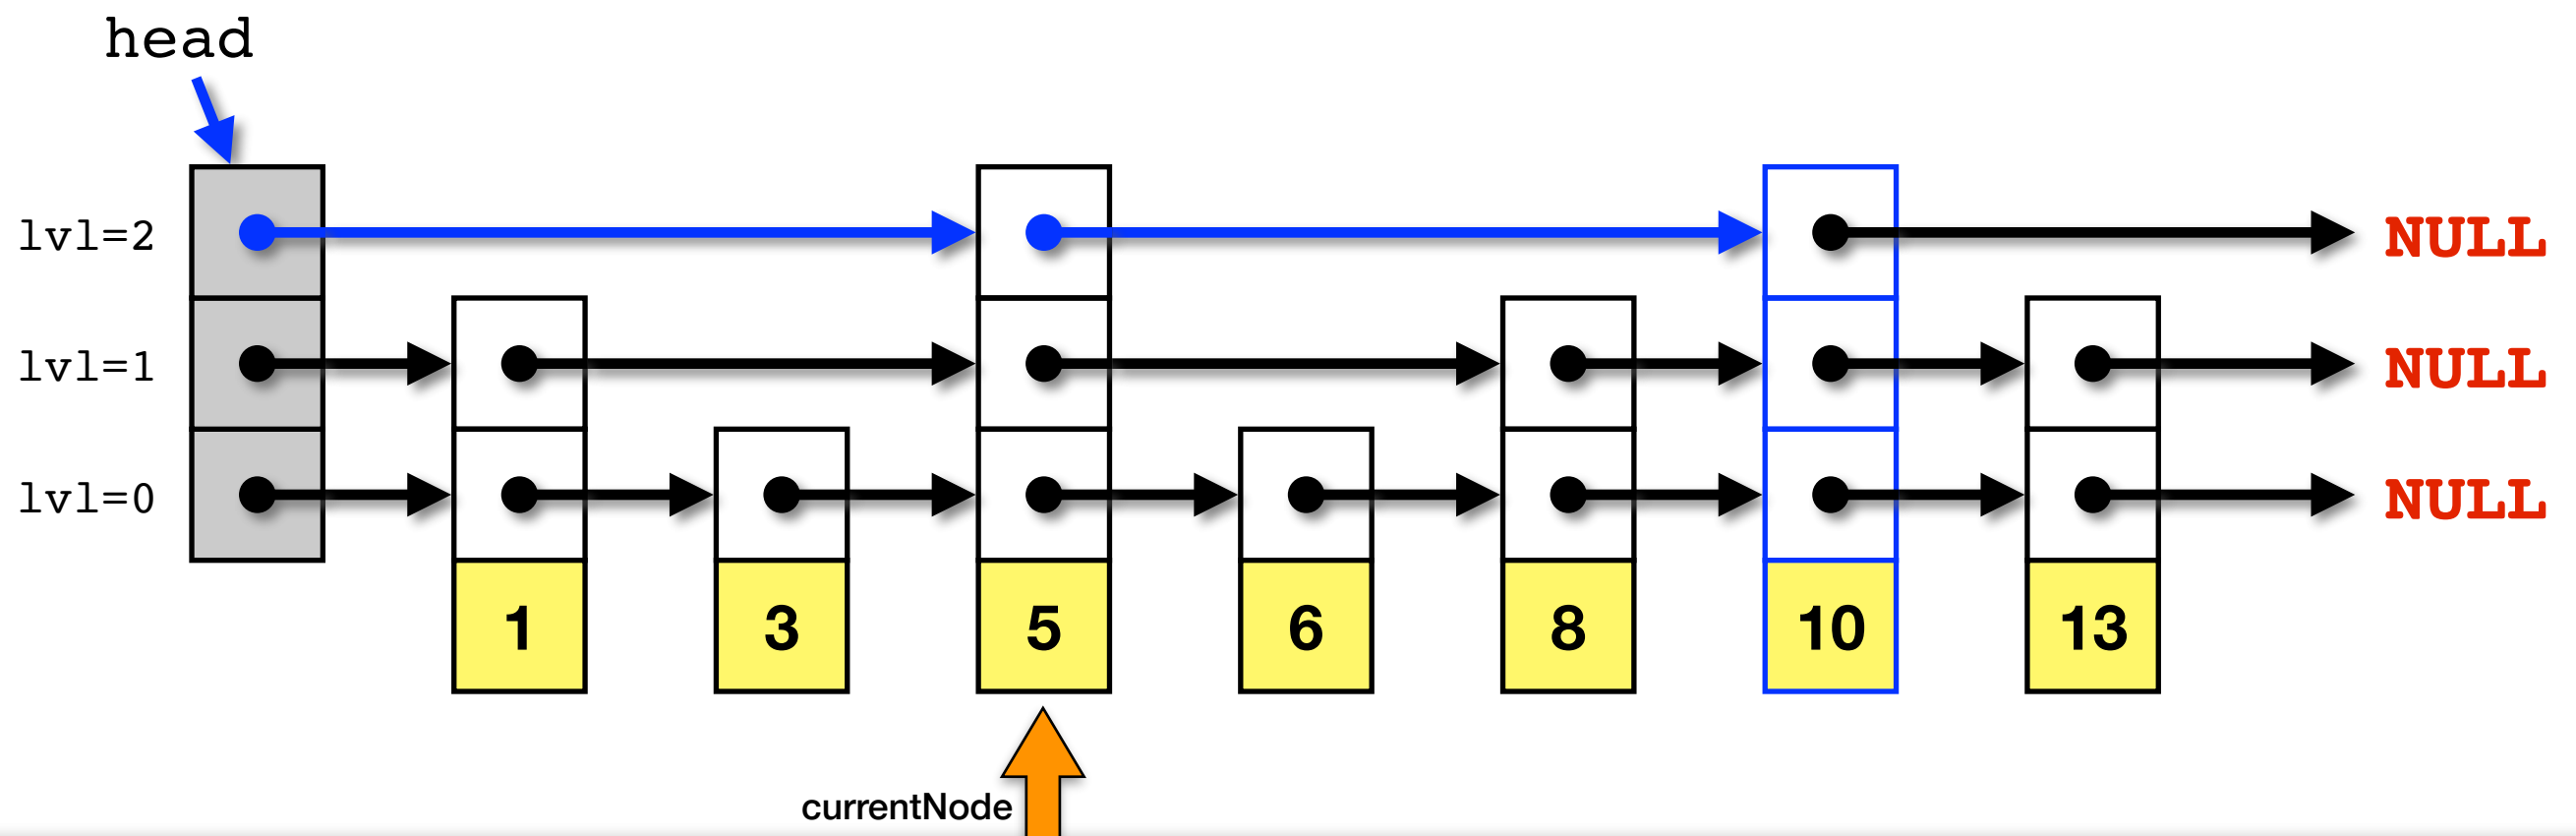 head
lvl=2 NULL
lvl=1 NULL
lvl=0 NULL
1 3 5 6 8 10 13
currentNode